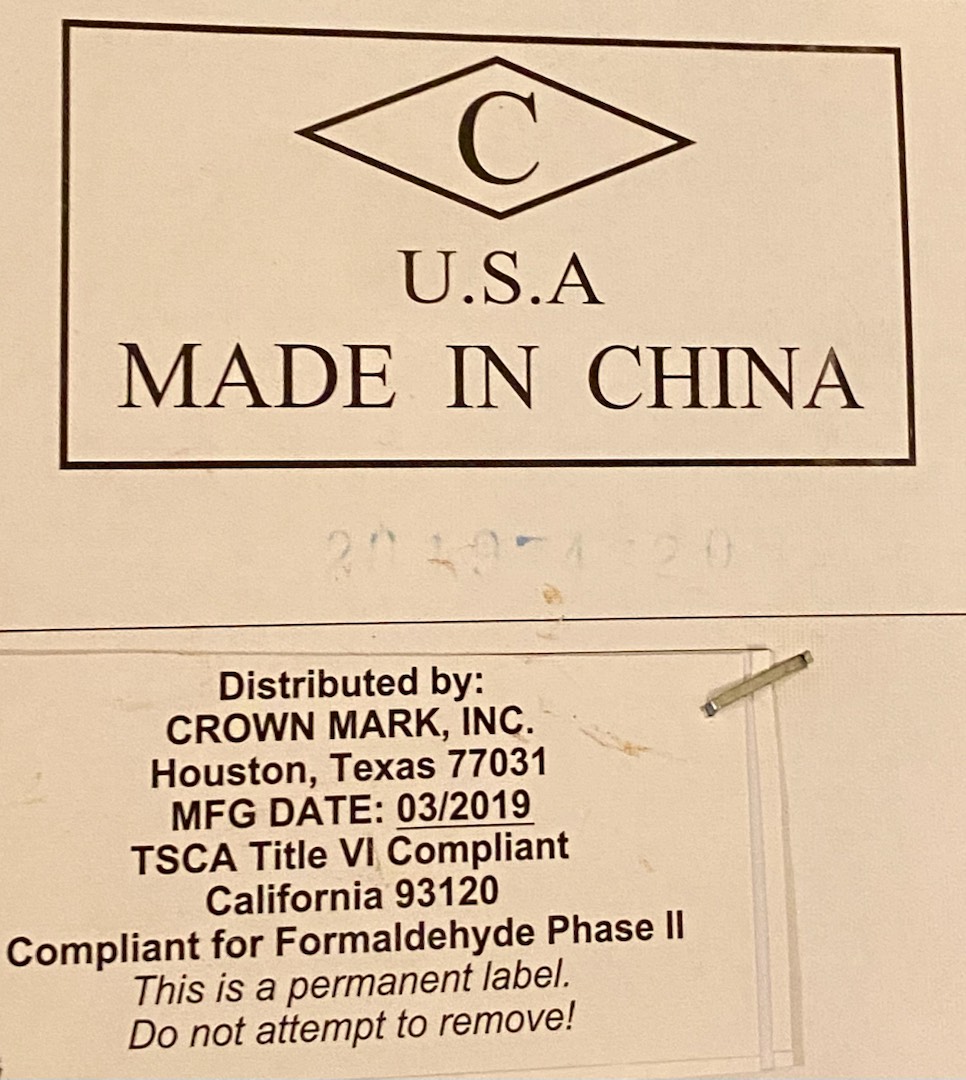 C
U.S.A
MADE IN CHINA
Distributed by:
CROWN MARK, INC.
Houston, Texas 77031
MFG DATE: 03/2019
TSCA Title VI Compliant
California 93120
Compliant for Formaldehyde Phase II
This is a permanent label.
Do not attempt to remove!